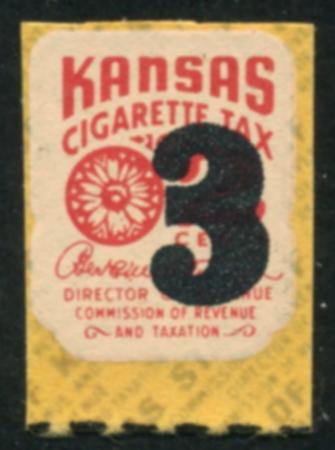 KANSAS
CIGARETTE TAX
3
CE
DIRECTOR
COMMISSION OF REVENUE
AND TAXATION